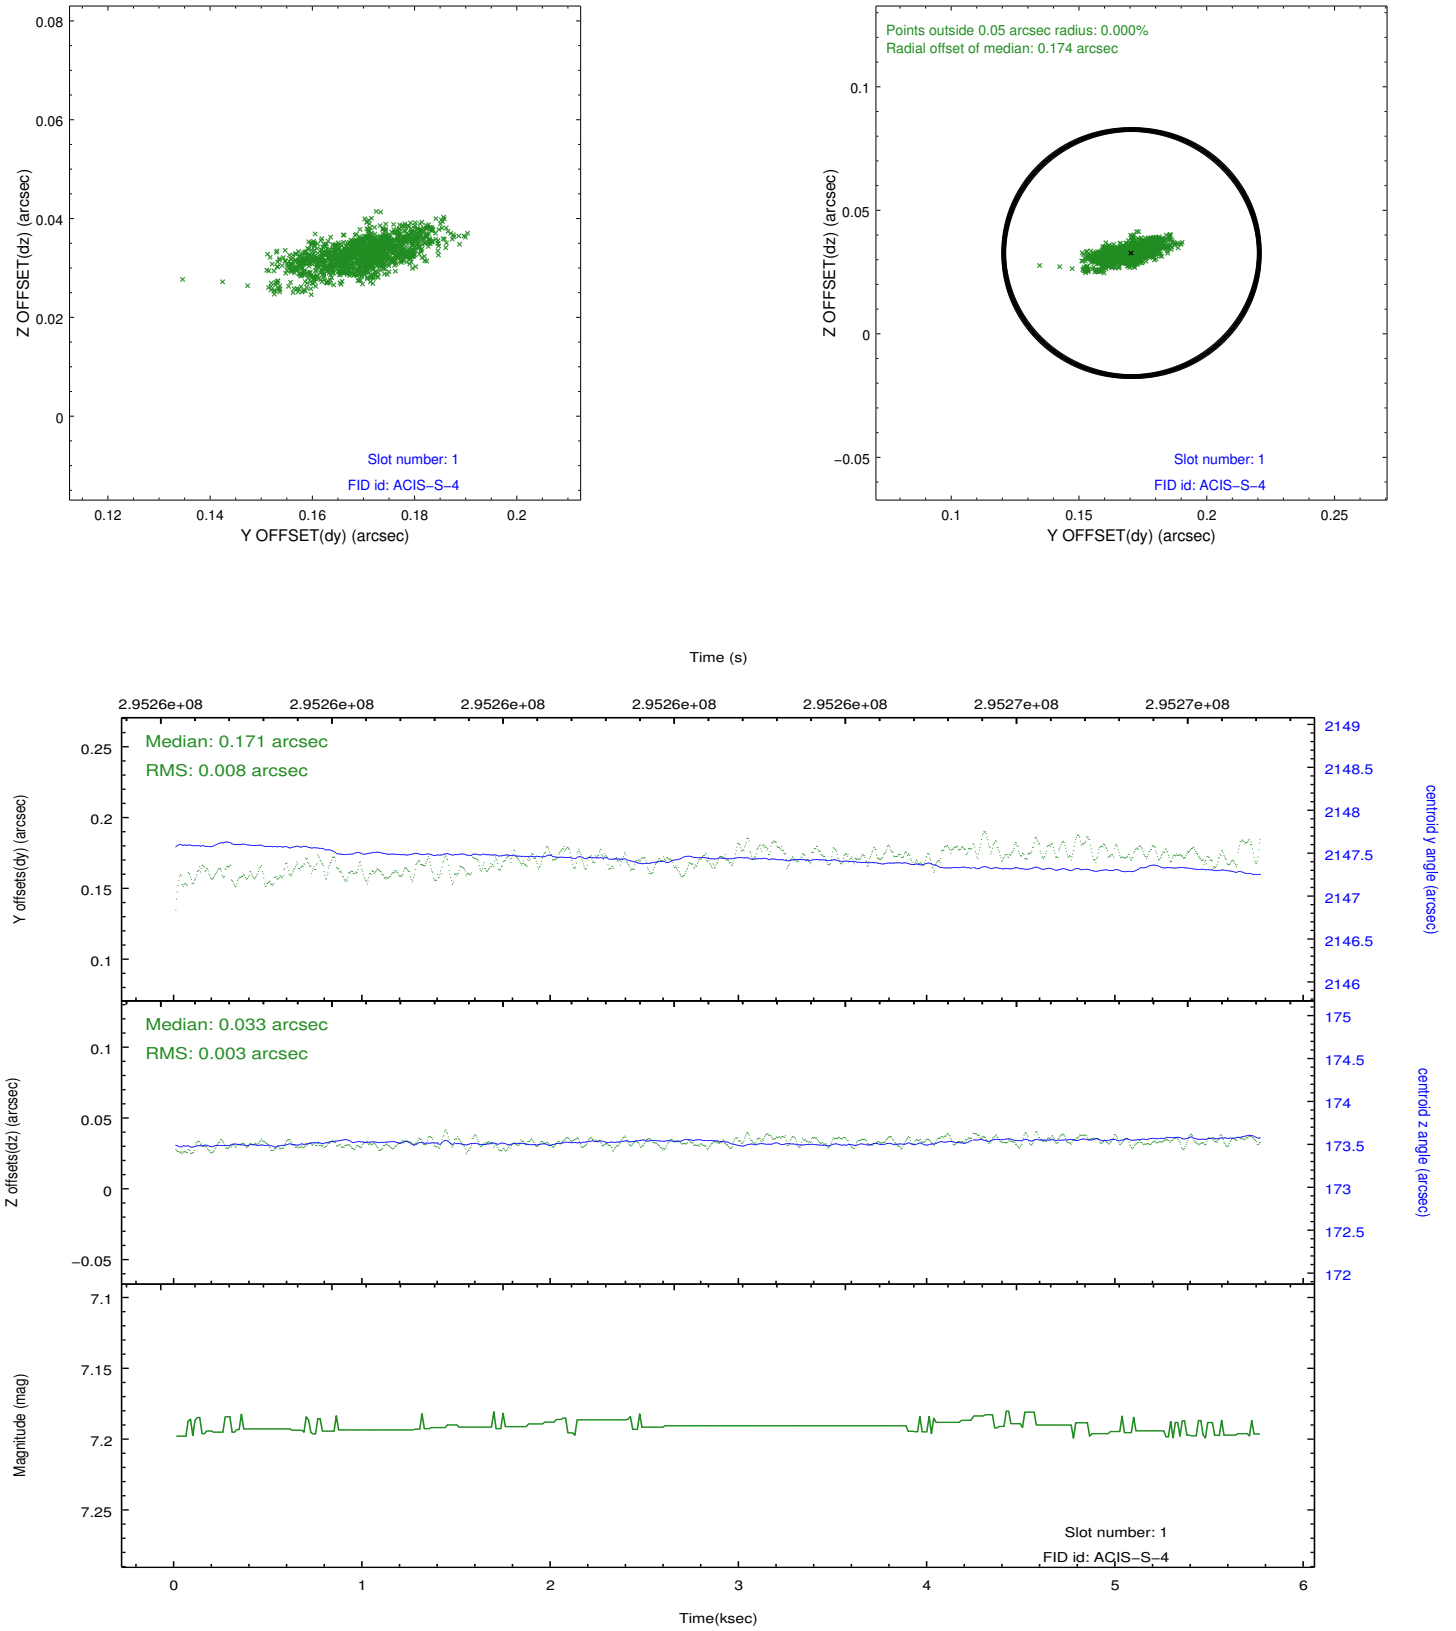 0.08
0.06
0.04
0.02
0
Z OFFSET(dz) (arcsec)
Slot number: 1
FID id: ACIS−S−4
0.12 0.14 0.16 0.18 0.2
Y OFFSET(dy) (arcsec)
Points outside 0.05 arcsec radius: 0.000%
Radial offset of median: 0.174 arcsec
0.1
0.05
0
−0.05
Z OFFSET(dz) (arcsec)
Slot number: 1
FID id: ACIS−S−4
0.1 0.15 0.2 0.25
Y OFFSET(dy) (arcsec)
Time (s)
2.9526e+08 2.9526e+08 2.9526e+08 2.9526e+08 2.9526e+08 2.9527e+08 2.9527e+08
Median: 0.171 arcsec
RMS: 0.008 arcsec
0.25
0.2
0.15
0.1
Y offsets(dy) (arcsec)
2149
2148.5
2148
2147.5
2147
2146.5
2146
centroid y angle (arcsec)
Median: 0.033 arcsec
RMS: 0.003 arcsec
0.1
0.05
0
−0.05
Z offsets(dz) (arcsec)
175
174.5
174
173.5
173
172.5
172
centroid z angle (arcsec)
7.1
7.15
7.2
7.25
Magnitude (mag)
Slot number: 1
FID id: ACIS−S−4
0 1 2 3 4 5 6
Time(ksec)